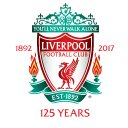 YOU'LL NEVER WALK ALONE
1892 2017
LIVERPOOL
FOOTBALL CLUB
EST·1892
125 YEARS